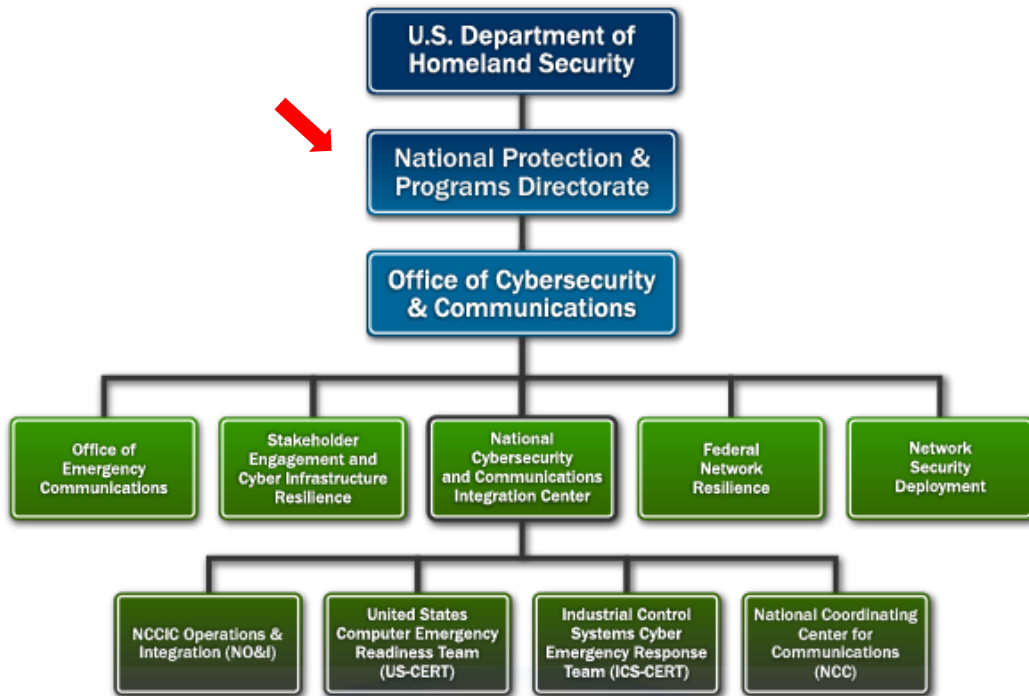 U.S. Department of
Homeland Security
National Protection &
Programs Directorate
Office of Cybersecurity
& Communications
Office of
Emergency
Communications
Stakeholder
Engagement and
Cyber Infrastructure
Resilience
National
Cybersecurity
and Communications
Integration Center
Federal
Network
Resilience
Network
Security
Deployment
NCCIC Operations &
Integration (NO&I)
United States
Computer Emergency
Readiness Team
(US-CERT)
Industrial Control
Systems Cyber
Emergency Response
Team (ICS-CERT)
National Coordinating
Center for
Communications
(NCC)